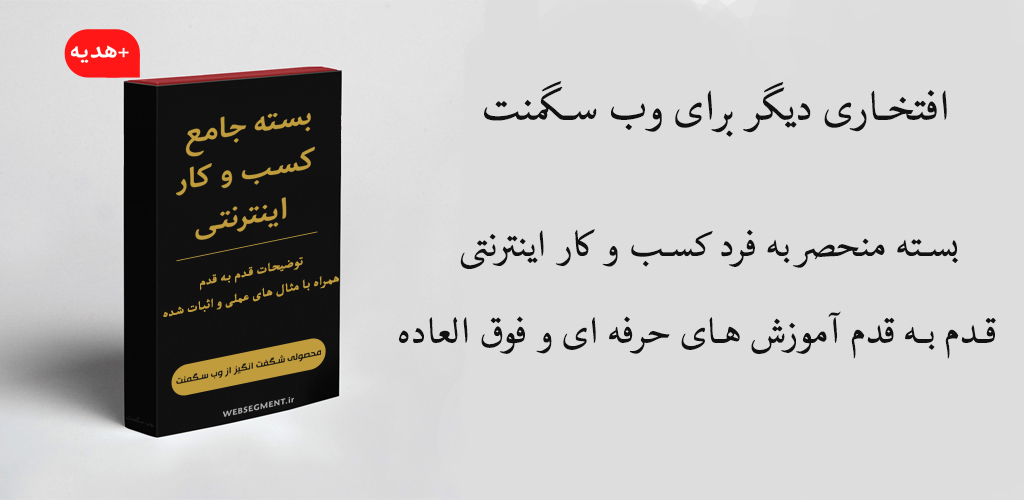 +هدیه
بسته جامع
کسب و کار
اینترنتی
توضیحات قدم به قدم
همراه با مثال های عملی و اثبات شده
محصولی شگفت انگیز از وب سگمنت
WEBSEGMENT.ir
افتخاری دیگر برای وب سگمنت
بسته منحصر به فرد کسب و کار اینترنتی
قدم به قدم آموزش های حرفه ای و فوق العاده